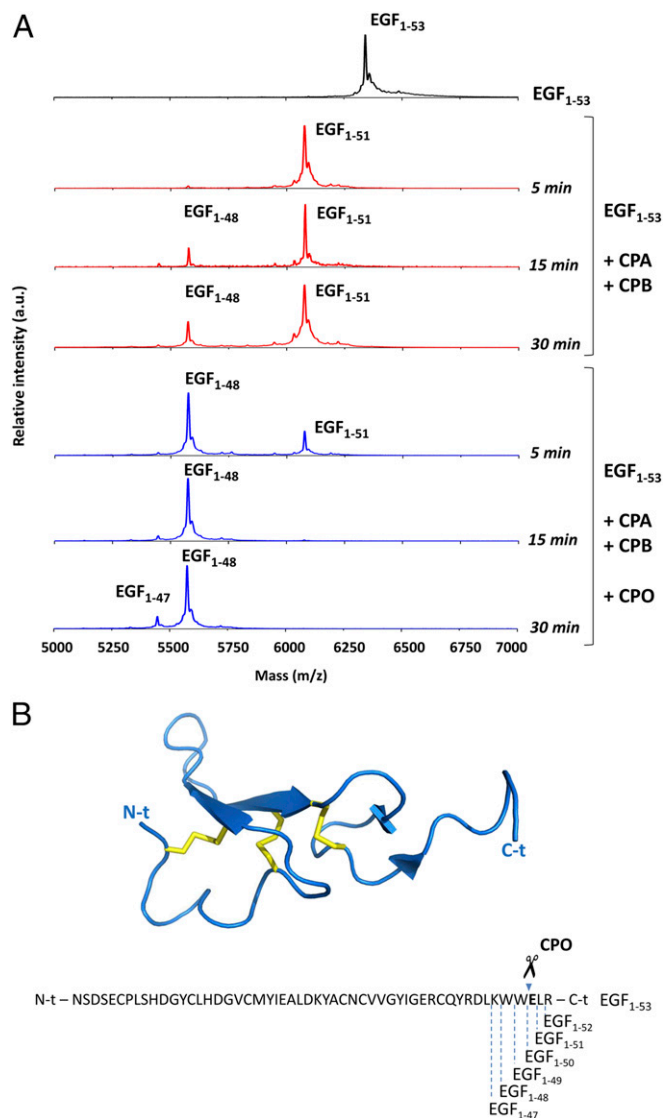 A
EGF1-53
EGF1-53
EGF1-51
5 min
EGF1-48
EGF1-51
15 min
EGF1-48
EGF1-51
30 min
EGF1-53
+ CPA
+ CPB
EGF1-48
EGF1-51
5 min
EGF1-48
15 min
EGF1-48
EGF1-47
30 min
EGF1-53
+ CPA
+ CPB
+ CPO
Relative intensity (a.u.)
5000 5250 5500 5750 6000 6250 6500 6750 7000
Mass (m/z)
B
N-t
C-t
CPO
N-t – NSDSECPLSHDGYCLHDGVCMYIEALDKYACNCVVGYIGERCQYRDLKWWELR – C-t EGF1-53
EGF1-52
EGF1-51
EGF1-50
EGF1-49
EGF1-48
EGF1-47